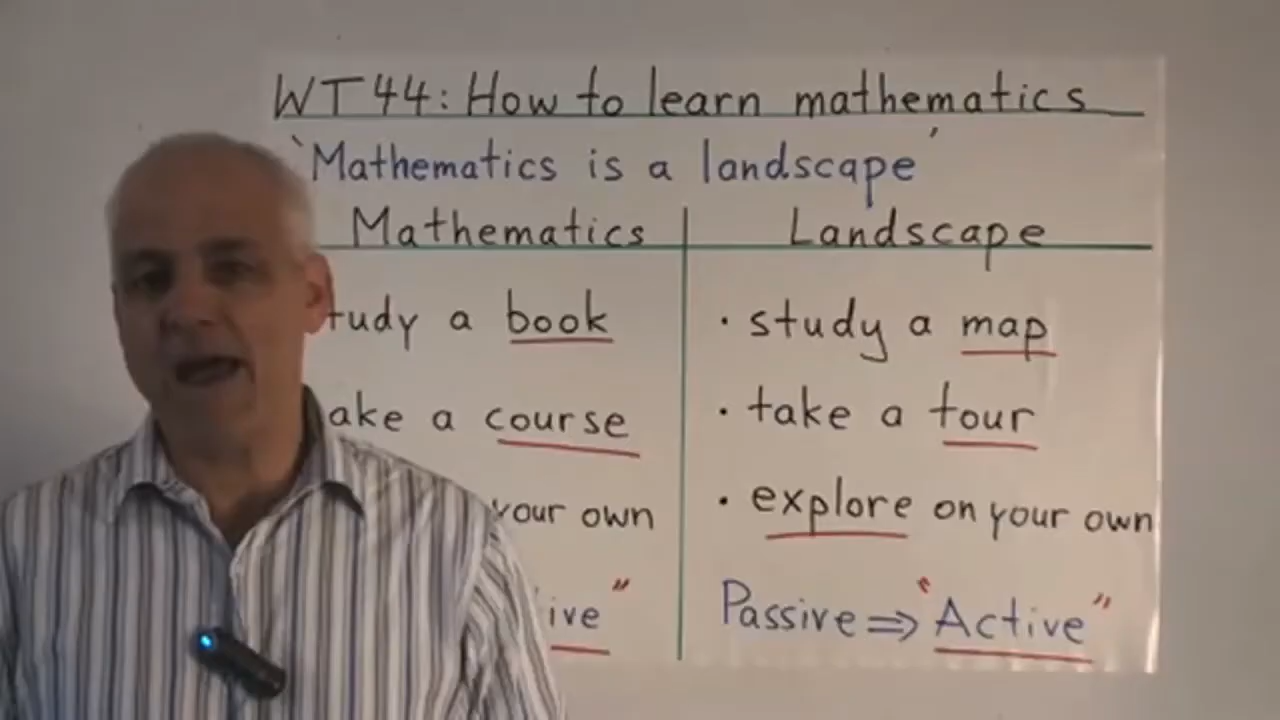 WT44: How to learn mathematics
'Mathematics is a landscape'
Mathematics Landscape
tudy a book
• study a map
ake a course
• take a tour
your own
• explore on your own
ive"
Passive ⇒ "Active"